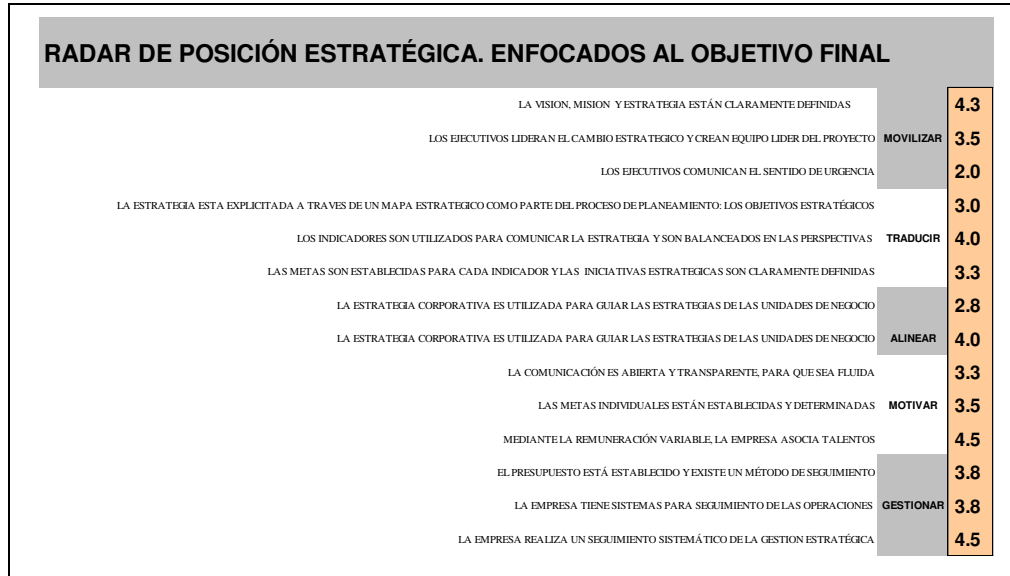 RADAR DE POSICIÓN ESTRATÉGICA. ENFOCADOS AL OBJETIVO FINAL
LA VISION, MISION Y ESTRATEGIA ESTÁN CLARAMENTE DEFINIDAS 4.3
LOS EJECUTIVOS LIDERAN EL CAMBIO ESTRATEGICO Y CREAN EQUIPO LIDER DEL PROYECTO MOVILIZAR 3.5
LOS EJECUTIVOS COMUNICAN EL SENTIDO DE URGENCIA 2.0
LA ESTRATEGIA ESTA EXPLICITADA A TRAVES DE UN MAPA ESTRATEGICO COMO PARTE DEL PROCESO DE PLANEAMIENTO: LOS OBJETIVOS ESTRATÉGICOS 3.0
LOS INDICADORES SON UTILIZADOS PARA COMUNICAR LA ESTRATEGIA Y SON BALANCEADOS EN LAS PERSPECTIVAS TRADUCIR 4.0
LAS METAS SON ESTABLECIDAS PARA CADA INDICADOR Y LAS INICIATIVAS ESTRATEGICAS SON CLARAMENTE DEFINIDAS 3.3
LA ESTRATEGIA CORPORATIVA ES UTILIZADA PARA GUIAR LAS ESTRATEGIAS DE LAS UNIDADES DE NEGOCIO 2.8
LA ESTRATEGIA CORPORATIVA ES UTILIZADA PARA GUIAR LAS ESTRATEGIAS DE LAS UNIDADES DE NEGOCIO ALINEAR 4.0
LA COMUNICACIÓN ES ABIERTA Y TRANSPARENTE, PARA QUE SEA FLUIDA 3.3
LAS METAS INDIVIDUALES ESTÁN ESTABLECIDAS Y DETERMINADAS MOTIVAR 3.5
MEDIANTE LA REMUNERACIÓN VARIABLE, LA EMPRESA ASOCIA TALENTOS 4.5
EL PRESUPUESTO ESTÁ ESTABLECIDO Y EXISTE UN MÉTODO DE SEGUIMIENTO 3.8
LA EMPRESA TIENE SISTEMAS PARA SEGUIMIENTO DE LAS OPERACIONES GESTIONAR 3.8
LA EMPRESA REALIZA UN SEGUIMIENTO SISTEMÁTICO DE LA GESTION ESTRATÉGICA 4.5